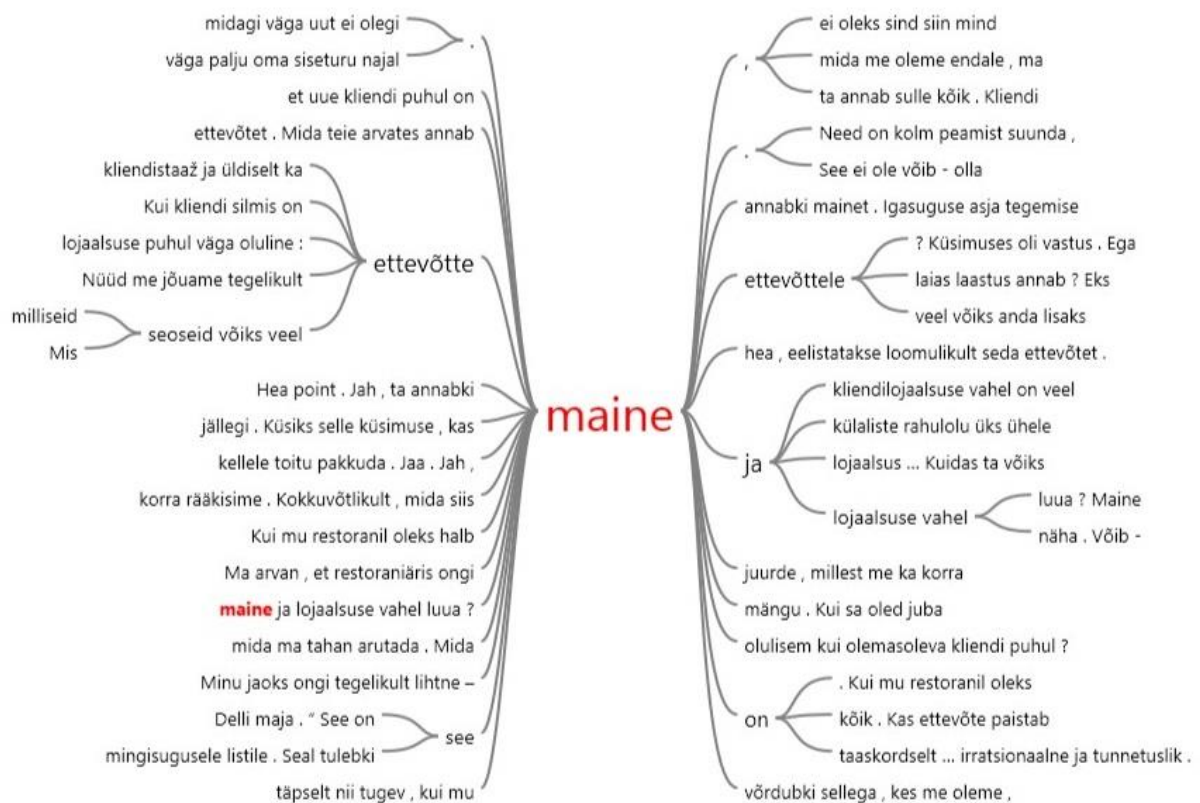 midagi väga uut ei olegi
väga palju oma siseturu najal
.
et uue kliendi puhul on
ettevõtet . Mida teie arvates annab
kliendistaaž ja üldiselt ka
Kui kliendi silmis on
lojaalsuse puhul väga oluline :
Nüüd me jõuame tegelikult
milliseid
Mis
seoseid võiks veel
ettevõtte
Hea point . Jah , ta annabki
jällegi . Küsiks selle küsimuse , kas
kellele toitu pakkuda . Jaa . Jah ,
korra rääkisime . Kokkuvõtlikult , mida siis
Kui mu restoranil oleks halb
Ma arvan , et restoraniäris ongi
maine ja lojaalsuse vahel luua ?
mida ma tahan arutada . Mida
Minu jaoks ongi tegelikult lihtne –
Delli maja . " See on
mingisugusele listile . Seal tulebki
see
täpselt nii tugev , kui mu
maine
,
ei oleks sind siin mind
mida me oleme endale , ma
ta annab sulle kõik . Kliendi
.
Need on kolm peamist suunda ,
See ei ole võib - olla
annabki mainet . Igasuguse asja tegemise
ettevõttele
? Küsimuses oli vastus . Ega
laias laastus annab ? Eks
veel võiks anda lisaks
hea , eelistatakse loomulikult seda ettevõtet .
ja
kliendilojaalsuse vahel on veel
külaliste rahulolu üks ühele
lojaalsus ... Kuidas ta võiks
lojaalsuse vahel
luua ? Maine
näha . Võib -
juurde , millest me ka korra
mängu . Kui sa oled juba
olulisem kui olemasoleva kliendi puhul ?
on
. Kui mu restoranil oleks
kõik . Kas ettevõte paistab
taaskordselt ... irratsionaalne ja tunnetuslik .
võrdubki sellega , kes me oleme ,